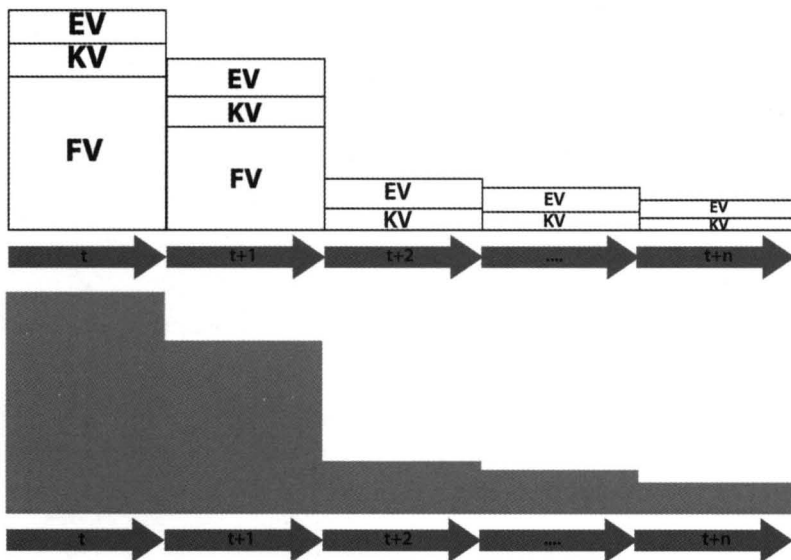 EV
KV
FV
EV
KV
FV
EV
KV
EV
KV
EV
KV
t t+1 t+2 .... t+n
t t+1 t+2 .... t+n